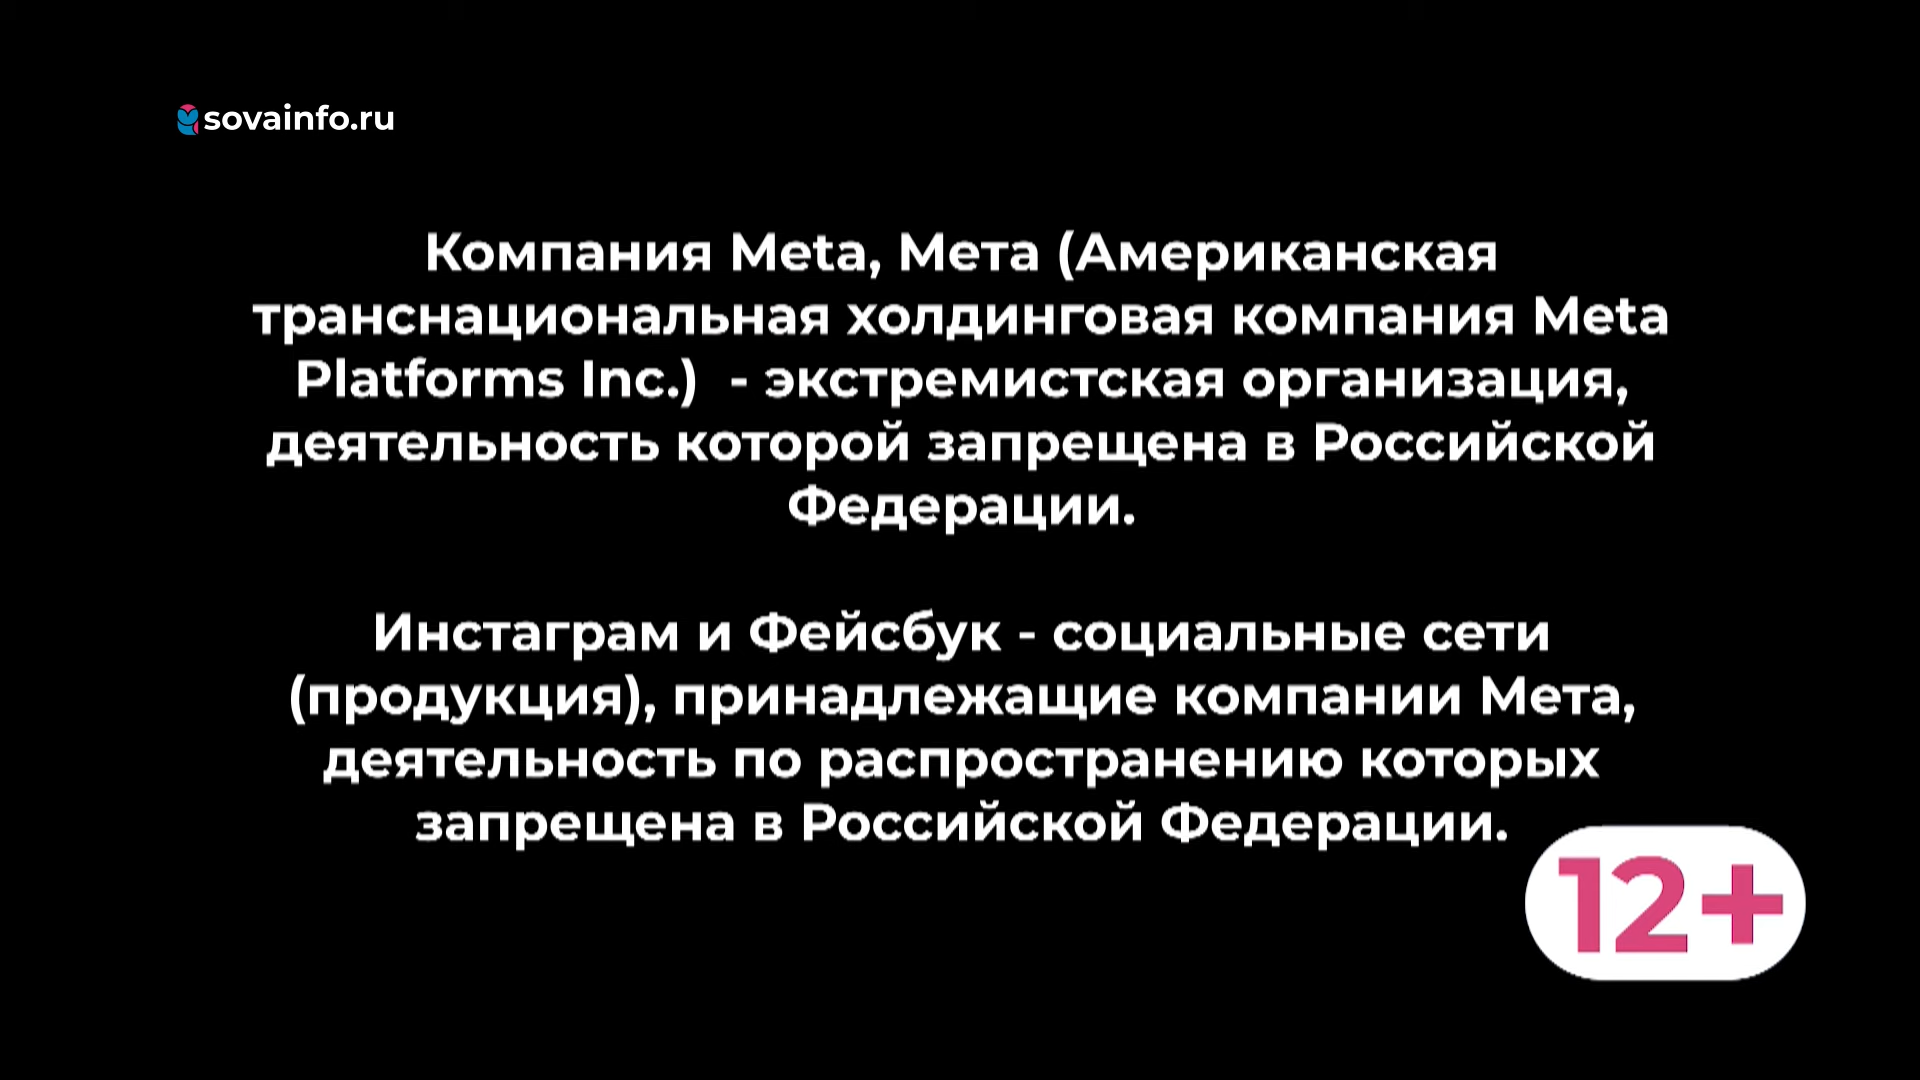 sovainfo.ru
Компания Meta, Мета (Американская
транснациональная холдинговая компания Meta
Platforms Inc.)  - экстремистская организация,
деятельность которой запрещена в Российской
Федерации.
Инстаграм и Фейсбук - социальные сети
(продукция), принадлежащие компании Мета,
деятельность по распространению которых
запрещена в Российской Федерации.
12+